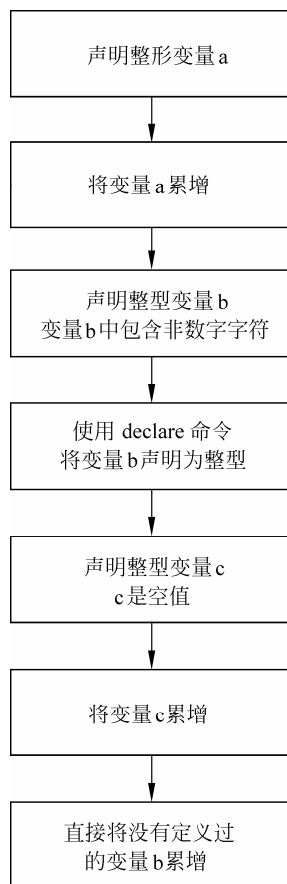 声明整形变量a
将变量a累增
声明整型变量b
变量b中包含非数字字符
使用 declare 命令
将变量b声明为整型
声明整型变量c
c是空值
将变量c累增
直接将没有定义过
的变量b累增